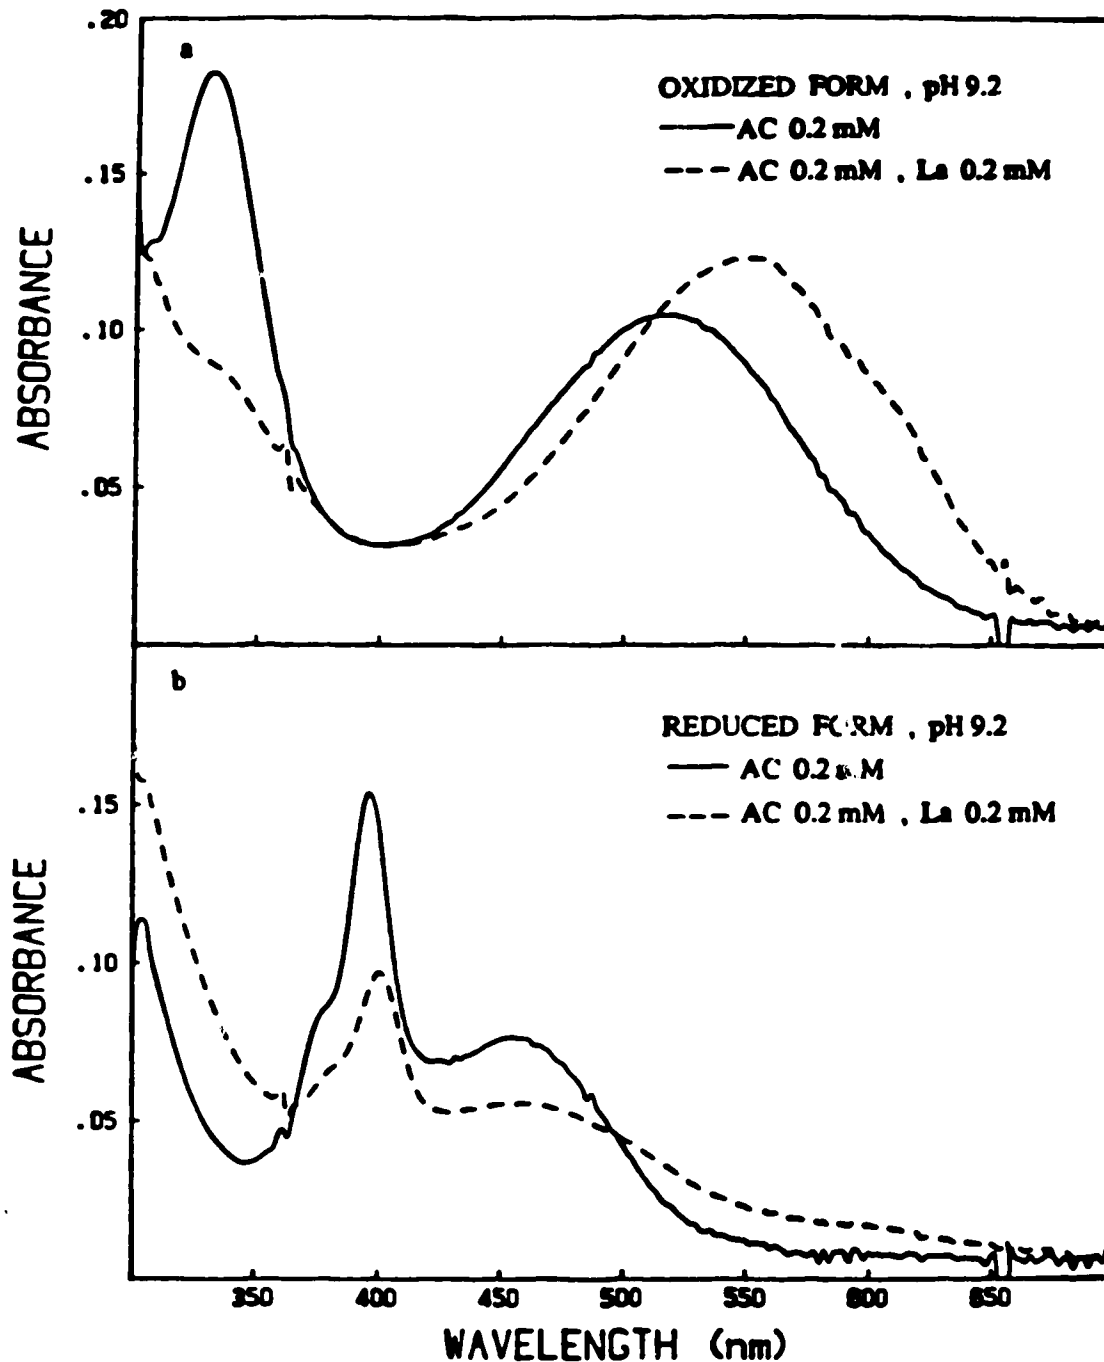 .20
a
OXIDIZED FORM , pH 9.2
AC 0.2 mM
AC 0.2 mM , La 0.2 mM
.15
.10
.05
ABSORBANCE
b
REDUCED FORM , pH 9.2
AC 0.2 mM
AC 0.2 mM , La 0.2 mM
.15
.10
.05
ABSORBANCE
350 400 450 500 550 600 650
WAVELENGTH (nm)